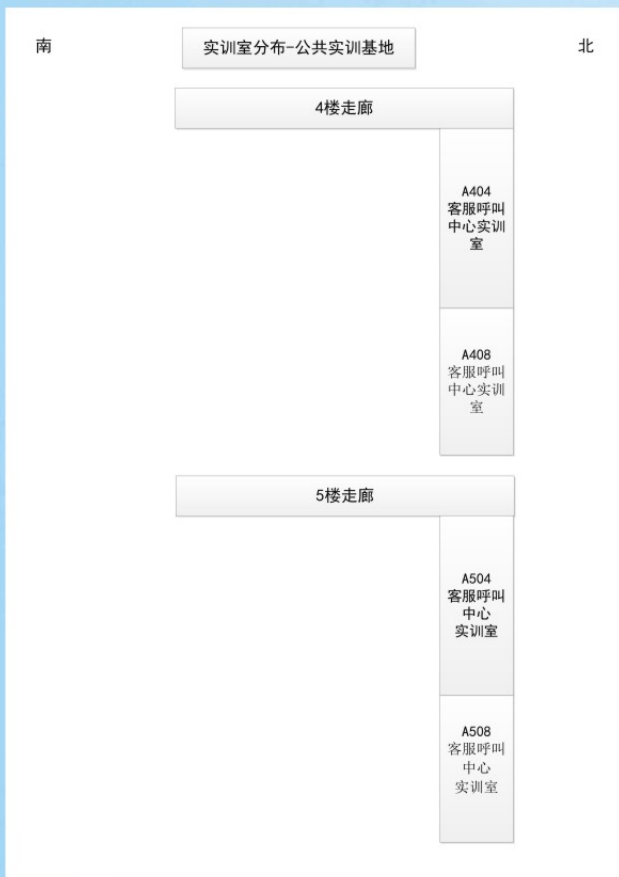 南
实训室分布-公共实训基地
北
4楼走廊
A404
客服呼叫
中心实训
室
A408
客服呼叫
中心实训
室
5楼走廊
A504
客服呼叫
中心
实训室
A508
客服呼叫
中心
实训室